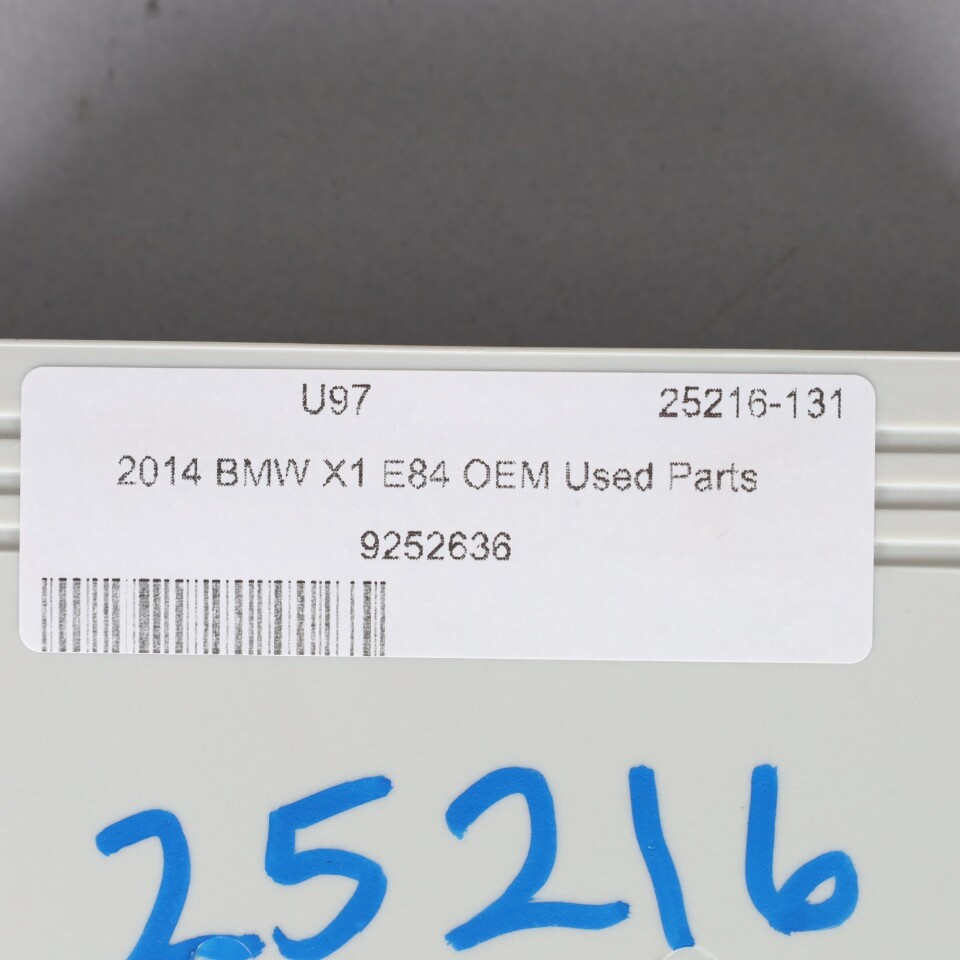 U97 25216-131
2014 BMW X1 E84 OEM Used Parts
9252636
25216